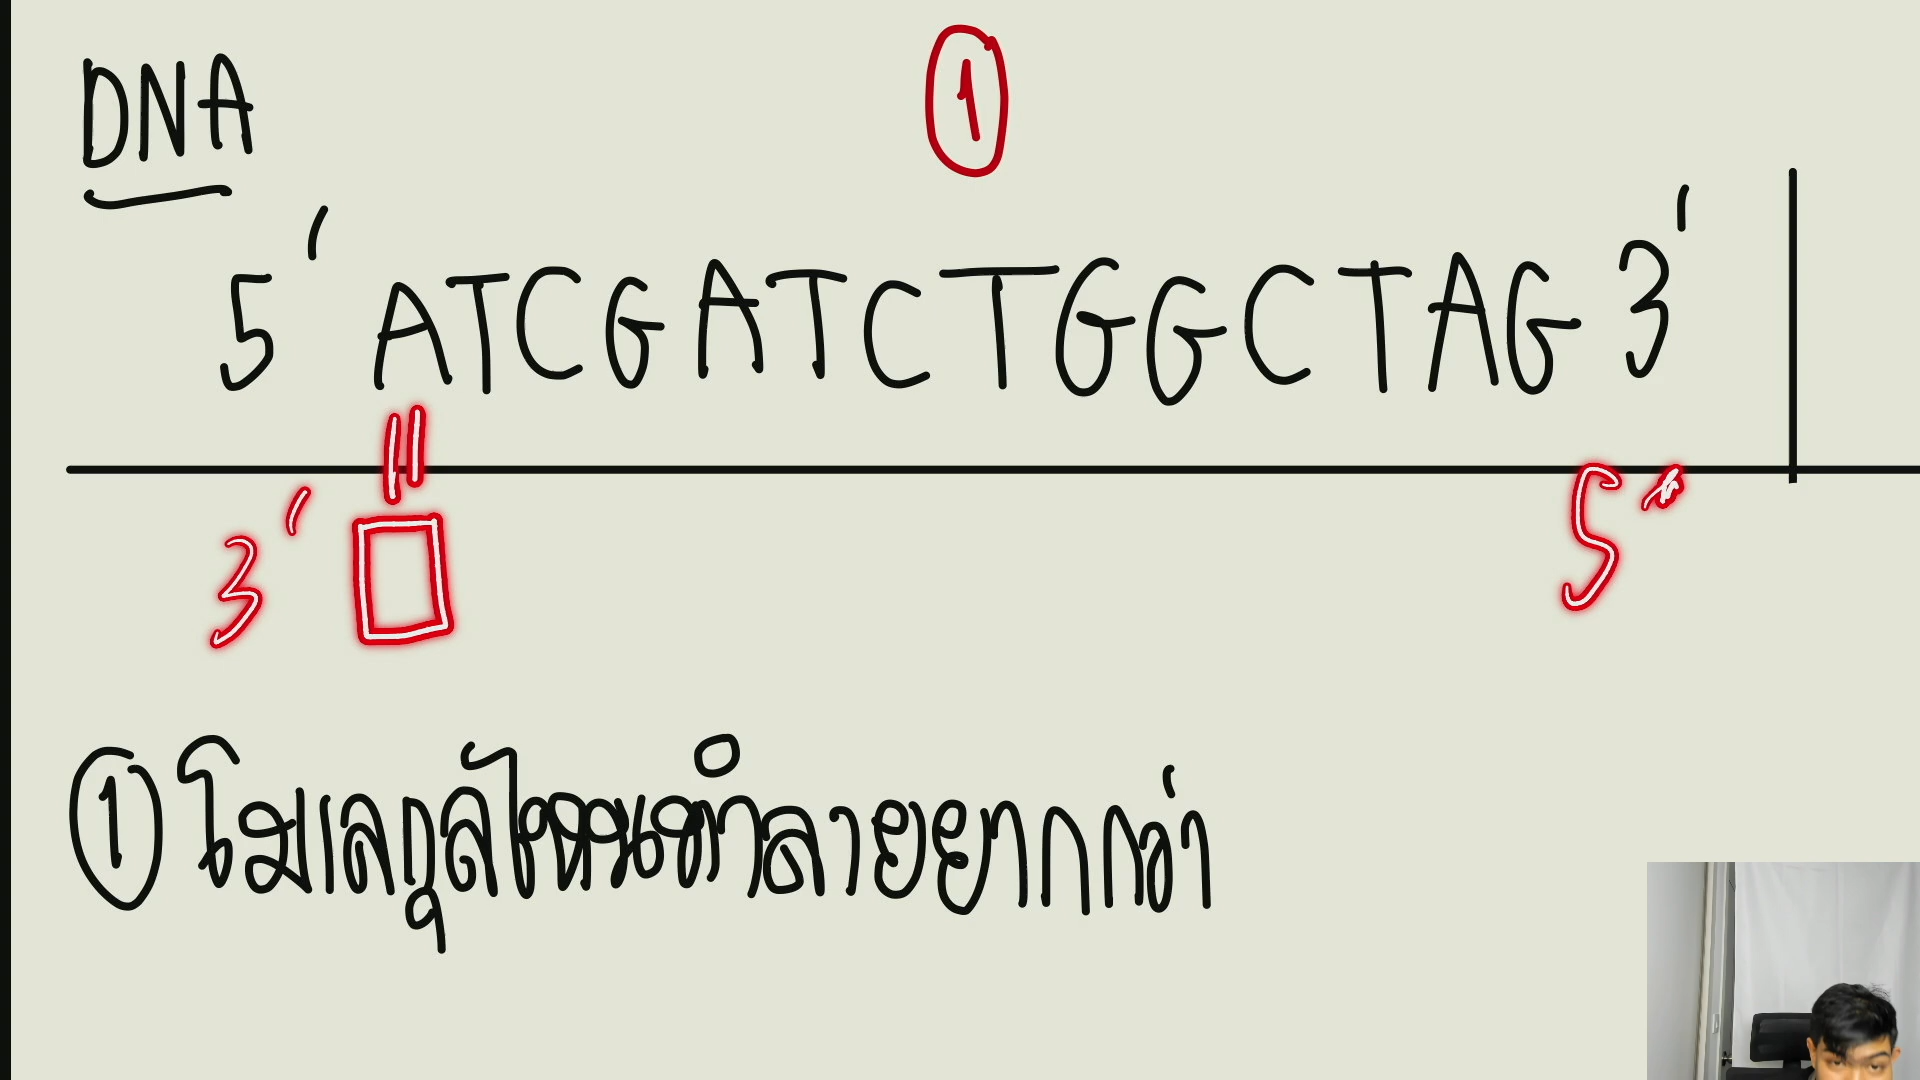 DNA
1
5' ATCGATCTGGCTAG 3'
3' 5'
1 โมเลกุลไหนทำลายยากกว่า